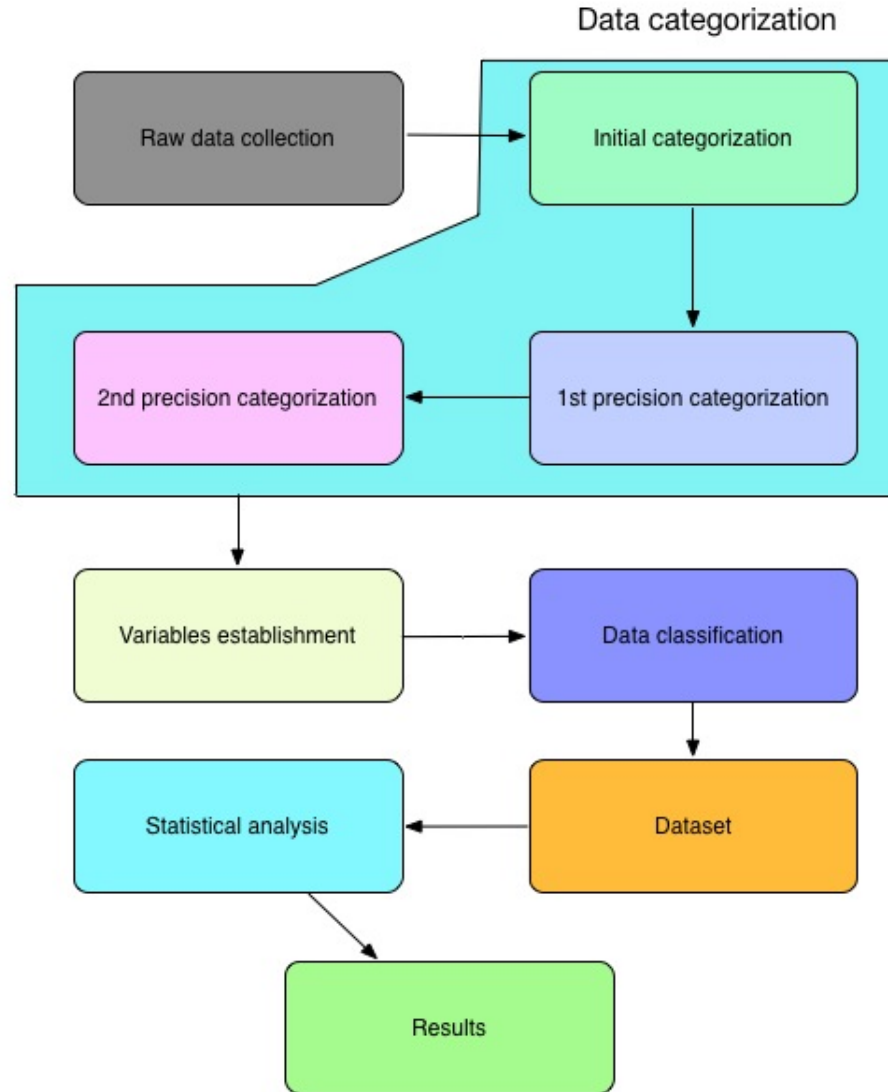 Data categorization
Raw data collection
Initial categorization
2nd precision categorization
1st precision categorization
Variables establishment
Data classification
Statistical analysis
Dataset
Results